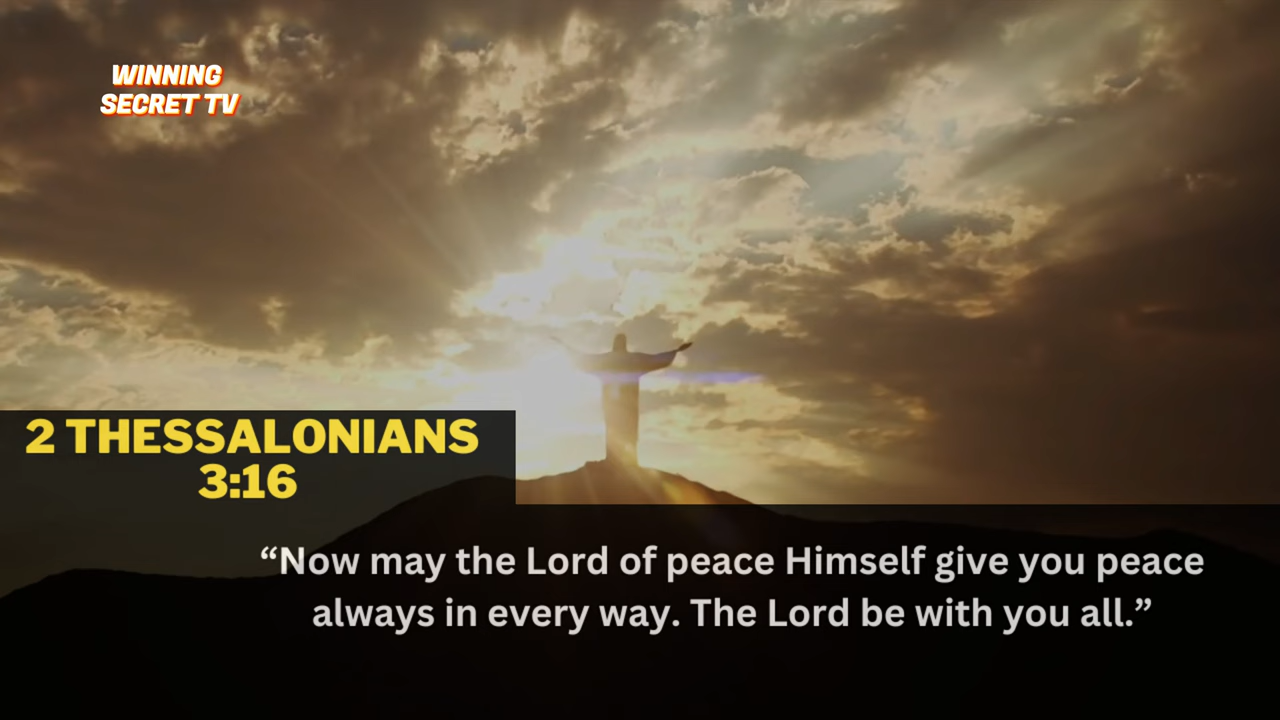 WINNING
SECRET TV
2 THESSALONIANS
3:16
“Now may the Lord of peace Himself give you peace
always in every way. The Lord be with you all.”